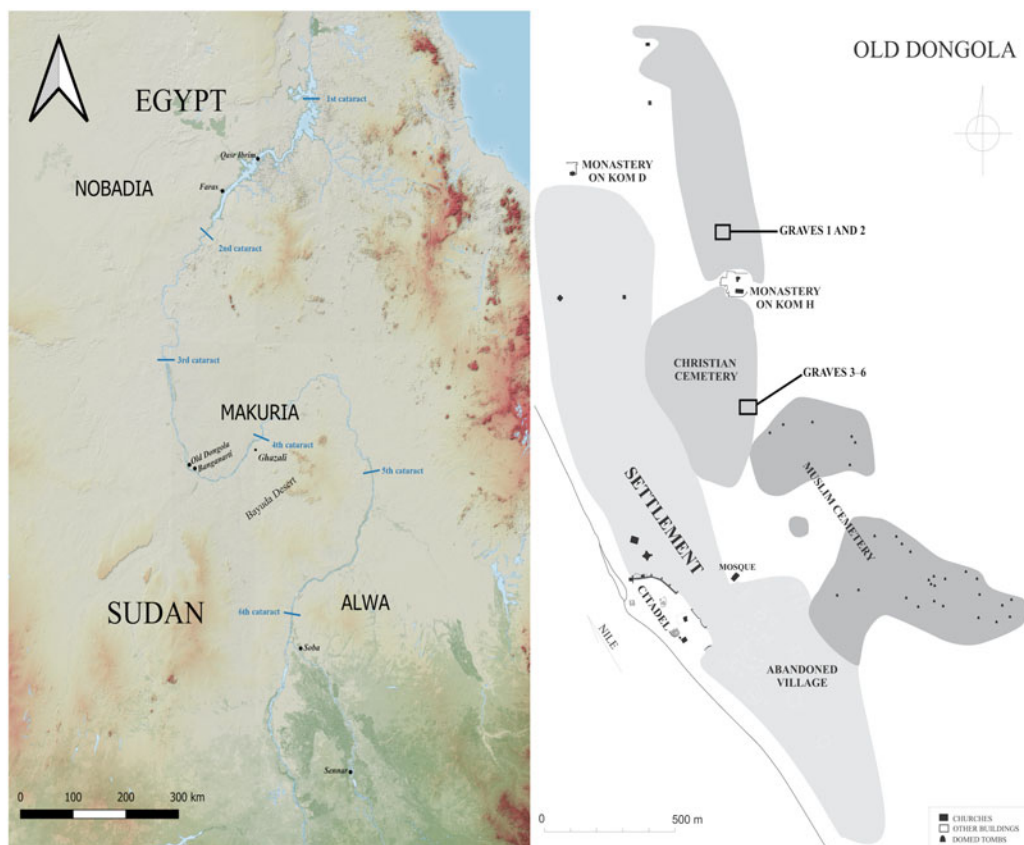 EGYPT
1st cataract
Qasr Ibrim
NOBADIA
Faras
2nd cataract
3rd cataract
MAKURIA
4th cataract
Old Dongola
Banganarti
Ghazali
5th cataract
Bayuda Desert
SUDAN
6th cataract
ALWA
Soba
Sennar
0 100 200 300 km
OLD DONGOLA
MONASTERY
ON KOM D
GRAVES 1 AND 2
MONASTERY
ON KOM H
CHRISTIAN
CEMETERY
GRAVES 3–6
MUSLIM CEMETERY
SETTLEMENT
MOSQUE
CITADEL
NILE
ABANDONED
VILLAGE
0 500 m
CHURCHES
OTHER BUILDINGS
DOMED TOMBS